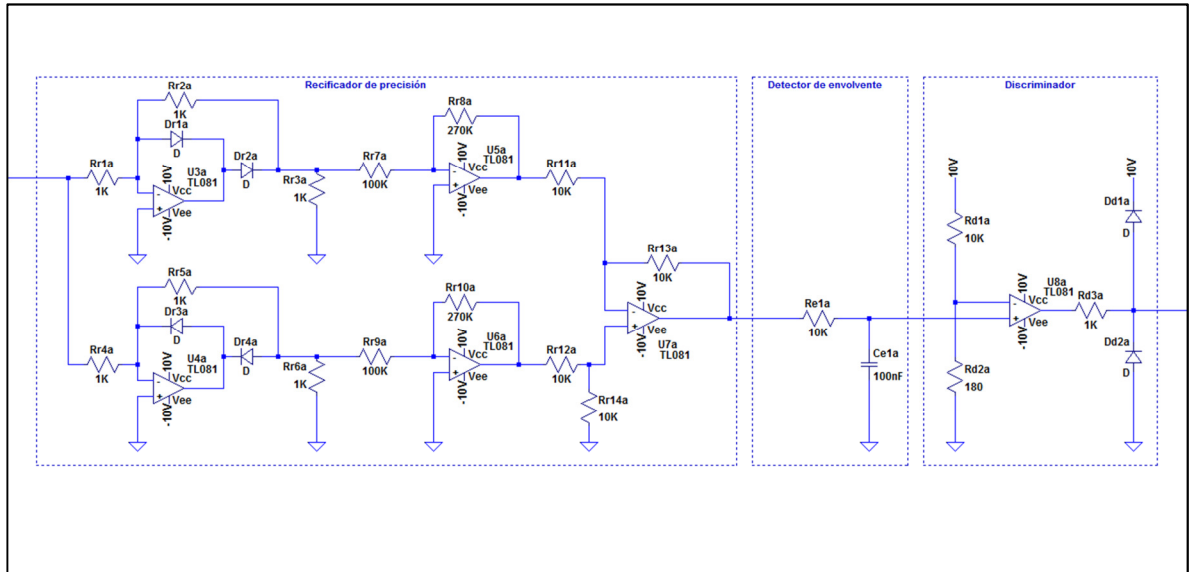 Recificador de precisión
Detector de envolvente
Discriminador
Rr2a
1K
Dr1a
D
Rr1a
1K
U3a
TL081
10V
Vcc
Vee
-10V
Dr2a
D
Rr3a
1K
Rr7a
100K
Rr8a
270K
U5a
TL081
10V
Vcc
Vee
-10V
Rr11a
10K
Rr5a
1K
Dr3a
D
Rr4a
1K
U4a
TL081
10V
Vcc
Vee
-10V
Dr4a
D
Rr6a
1K
Rr9a
100K
Rr10a
270K
U6a
TL081
10V
Vcc
Vee
-10V
Rr12a
10K
Rr14a
10K
Rr13a
10K
10V
Vcc
Vee
-10V
U7a
TL081
Re1a
10K
Ce1a
100nF
10V
Rd1a
10K
Rd2a
180
U8a
TL081
10V
Vcc
Vee
-10V
Rd3a
1K
10V
Dd1a
D
Dd2a
D